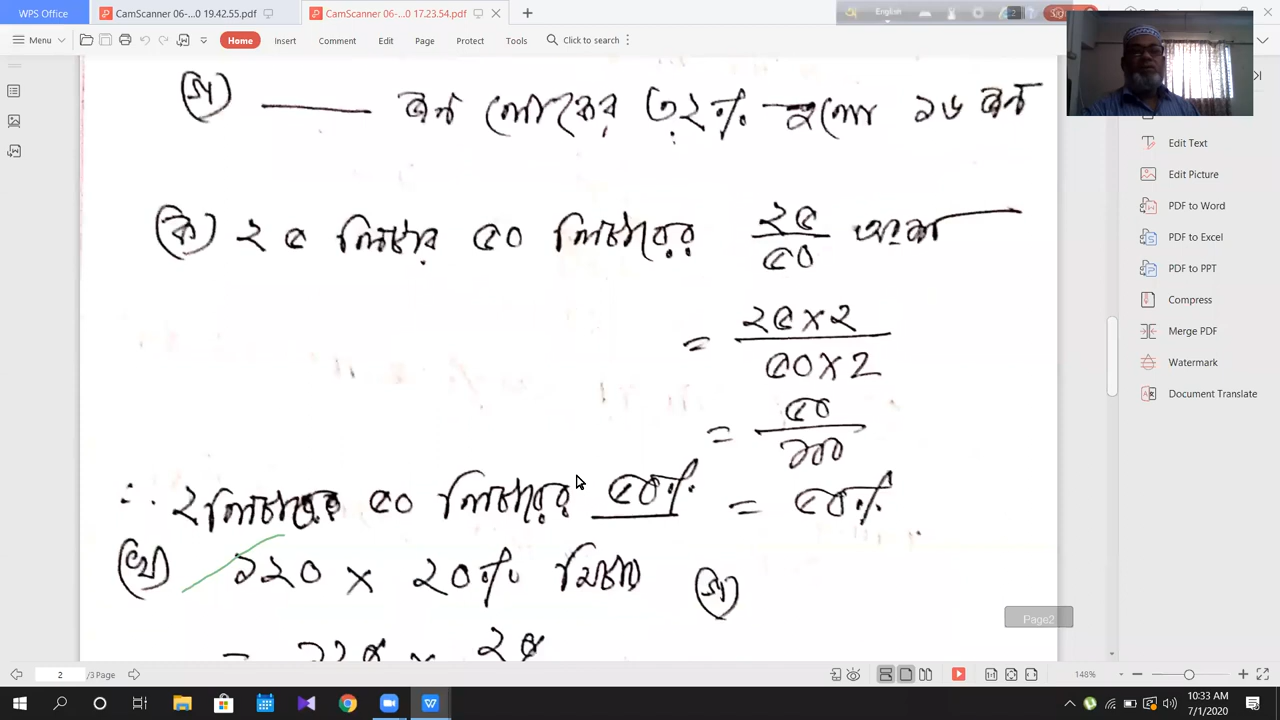 WPS Office
CamScanner 06-...0 19.42.55.pdf
CamScanner 06-...0 17.23.54.pdf
English
Menu
Home
Insert
Comment
Edit
Page
Protect
Tools
Click to search
(গ) ——— জন লোকের ৩২% হলো ১৬ জন
(ক) ২৫ লিটার ৫০ লিটারের ২৫/৫০ অংশ
= ২৫×২/৫০×২
= ৫০/১০০
∴ ২ লিটারের ৫০ লিটারের ৫০% = ৫০%
(খ) ১২০ × ২০% মিটার (গ)
Edit Text
Edit Picture
PDF to Word
PDF to Excel
PDF to PPT
Compress
Merge PDF
Watermark
Document Translate
Page2
2 /3 Page
148%
10:33 AM
7/1/2020